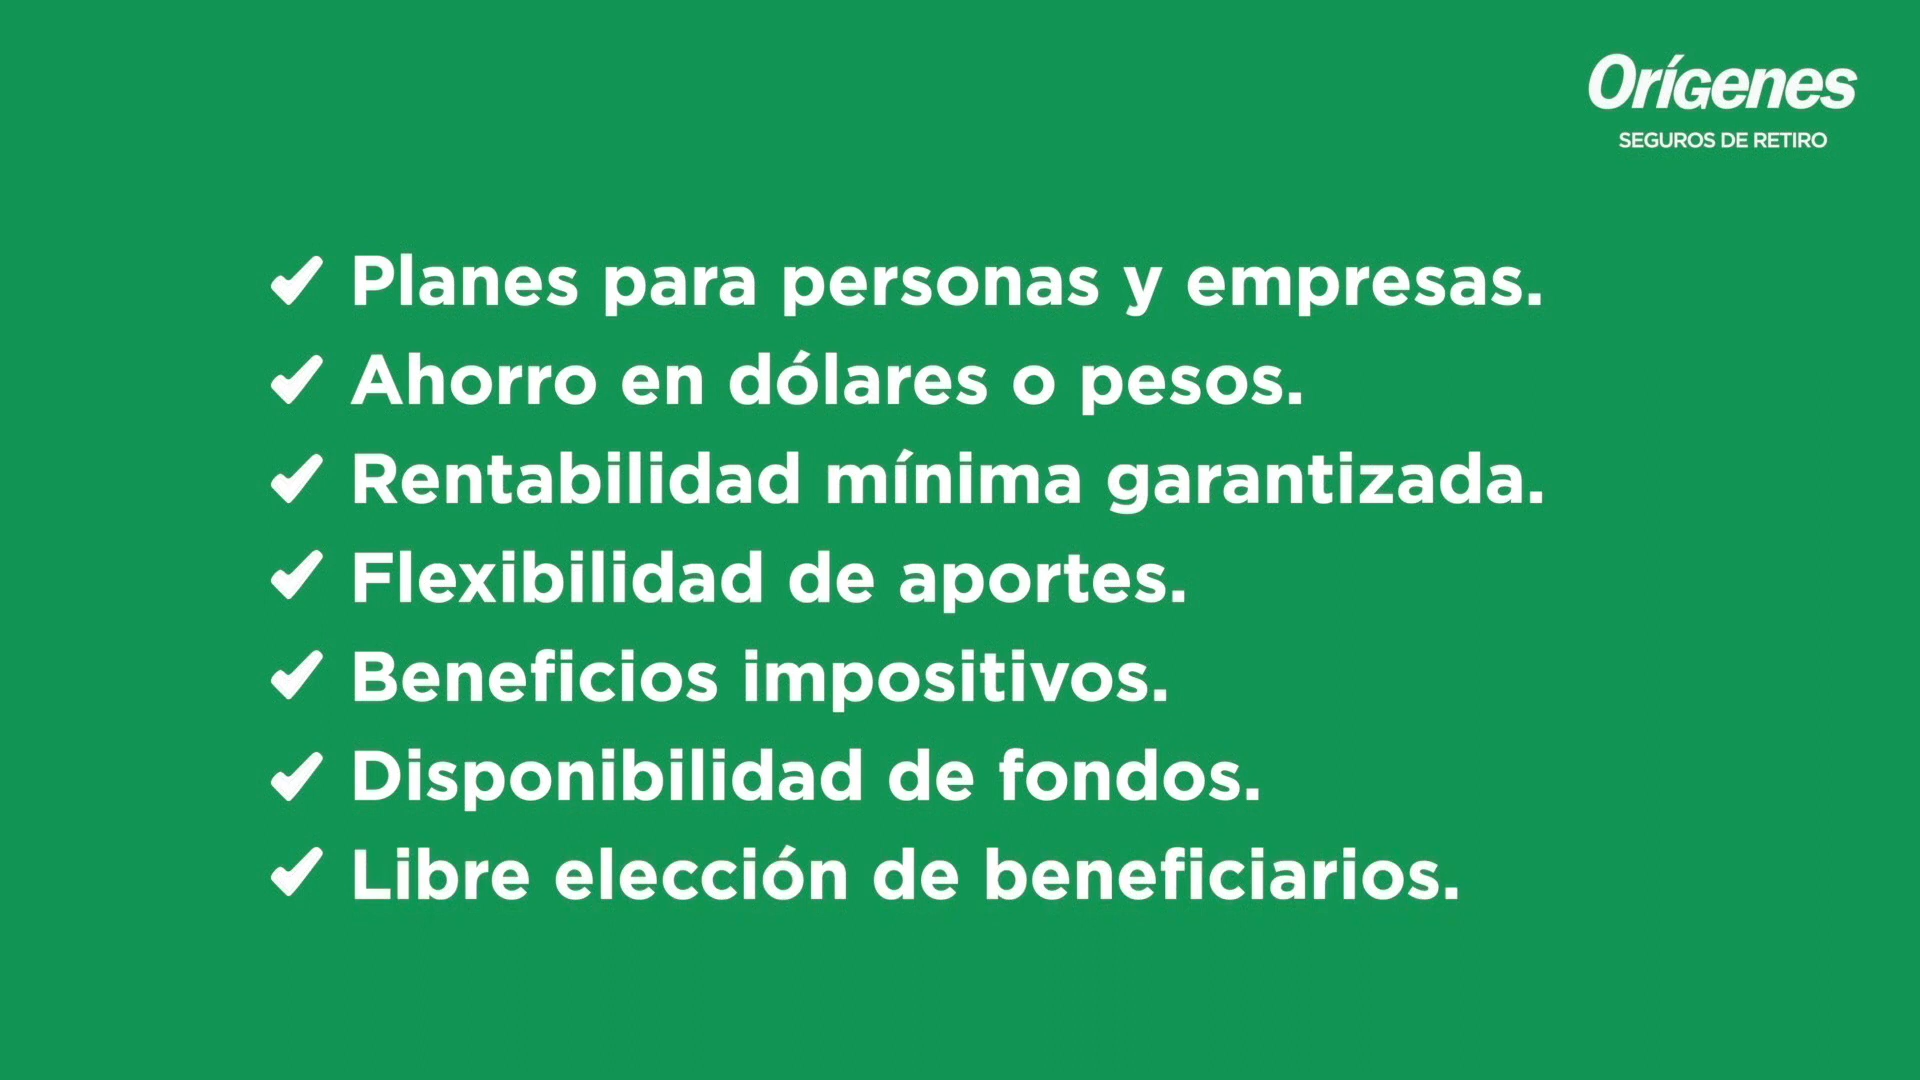 Orígenes
SEGUROS DE RETIRO
Planes para personas y empresas.
Ahorro en dólares o pesos.
Rentabilidad mínima garantizada.
Flexibilidad de aportes.
Beneficios impositivos.
Disponibilidad de fondos.
Libre elección de beneficiarios.